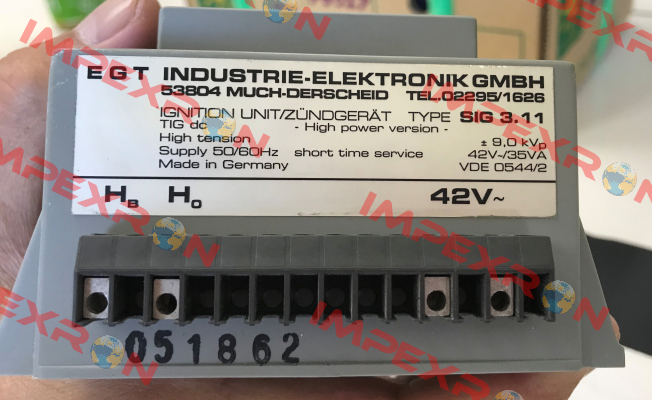 EGT INDUSTRIE-ELEKTRONIK GMBH
53804 MUCH-DERSCHEID TEL.02295/1626
IGNITION UNIT/ZÜNDGERÄT TYPE SIG 3.11
TIG dc - High power version -
High tension ± 9,0 kVp
Supply 50/60Hz short time service 42V~/35VA
Made in Germany VDE 0544/2
HB HO 42V~
051862
IMPEXRON